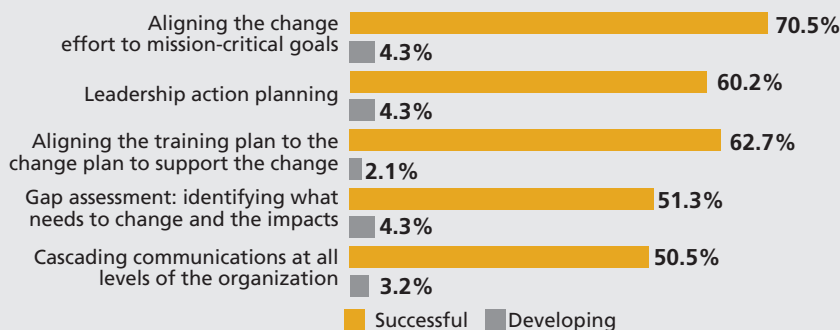 Aligning the change
effort to mission-critical goals
70.5%
4.3%
Leadership action planning
60.2%
4.3%
Aligning the training plan to the
change plan to support the change
62.7%
2.1%
Gap assessment: identifying what
needs to change and the impacts
51.3%
4.3%
Cascading communications at all
levels of the organization
50.5%
3.2%
Successful Developing